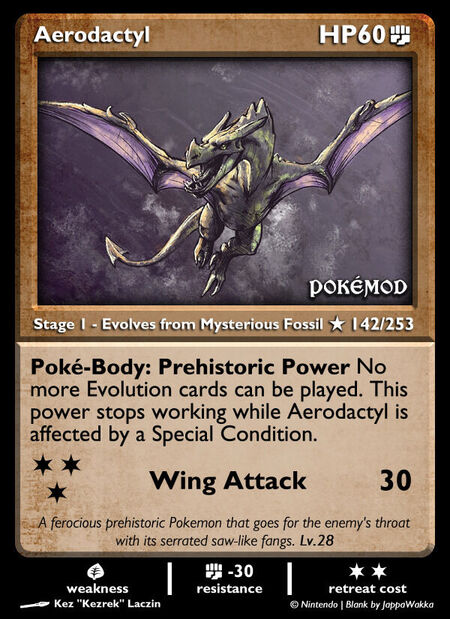 Aerodactyl HP60
POKÉMOD
Stage 1 - Evolves from Mysterious Fossil ★ 142/253
Poké-Body: Prehistoric Power No
more Evolution cards can be played. This
power stops working while Aerodactyl is
affected by a Special Condition.
Wing Attack 30
A ferocious prehistoric Pokemon that goes for the enemy's throat
with its serrated saw-like fangs. Lv.28
weakness
-30
resistance
retreat cost
Kez "Kezrek" Laczin
© Nintendo | Blank by JappaWakka